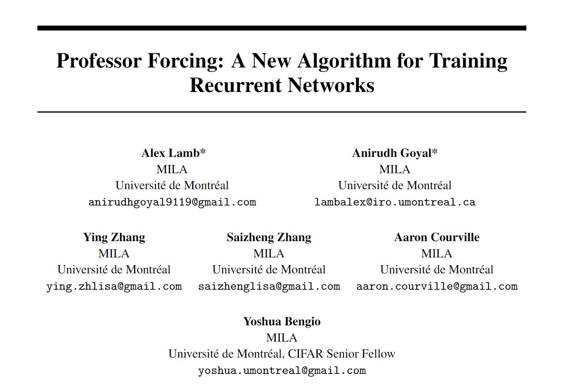 Professor Forcing: A New Algorithm for Training
Recurrent Networks
Alex Lamb*
MILA
Université de Montréal
anirudhgoyal9119@gmail.com
Anirudh Goyal*
MILA
Université de Montréal
lambalex@iro.umontreal.ca
Ying Zhang
MILA
Université de Montréal
ying.zhlisa@gmail.com
Saizheng Zhang
MILA
Université de Montréal
saizhenglisa@gmail.com
Aaron Courville
MILA
Université de Montréal
aaron.courville@gmail.com
Yoshua Bengio
MILA
Université de Montréal, CIFAR Senior Fellow
yoshua.umontreal@gmail.com